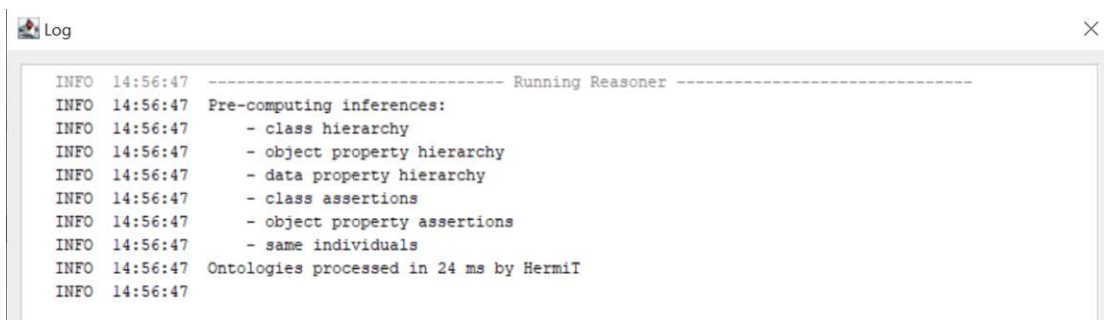 Log
INFO 14:56:47 ------------------------------- Running Reasoner -------------------------------
INFO 14:56:47 Pre-computing inferences:
INFO 14:56:47     - class hierarchy
INFO 14:56:47     - object property hierarchy
INFO 14:56:47     - data property hierarchy
INFO 14:56:47     - class assertions
INFO 14:56:47     - object property assertions
INFO 14:56:47     - same individuals
INFO 14:56:47 Ontologies processed in 24 ms by HermiT
INFO 14:56:47